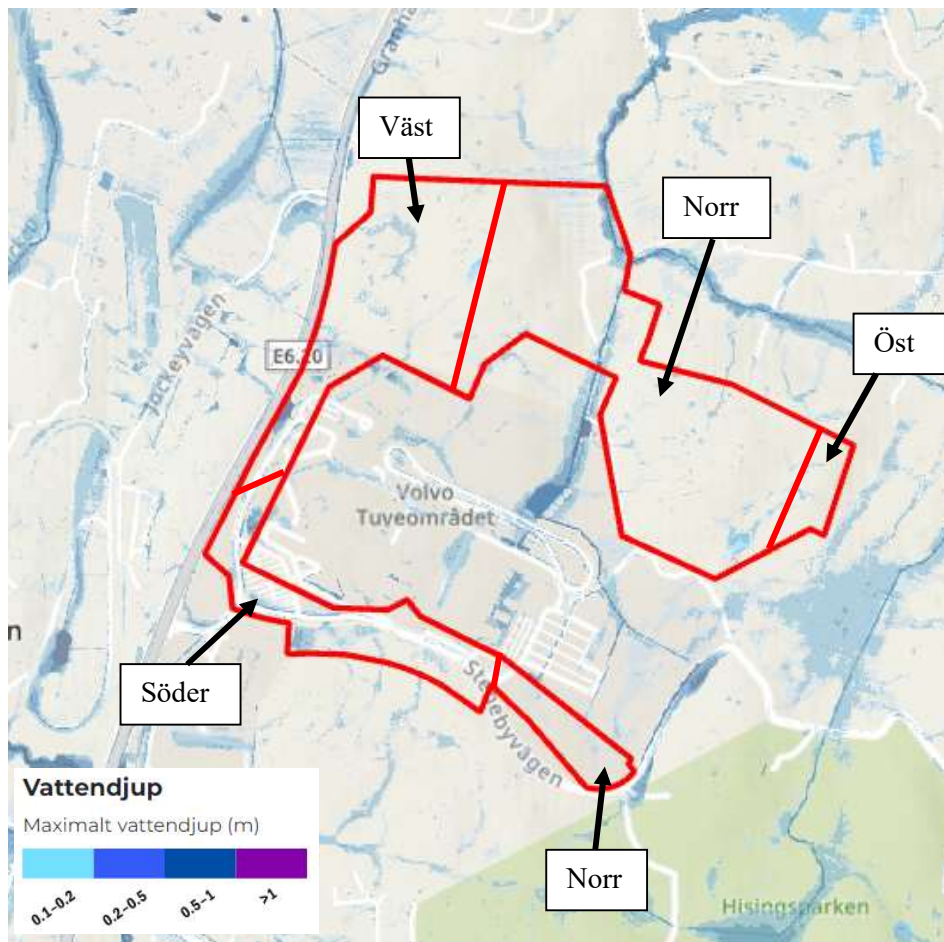 Väst
Norr
Öst
E6.20
Jockeyvägen
Volvo
Tuveområdet
Söder
Norr
Hisingsparken
n
Vattendjup
Maximalt vattendjup (m)
0.1–0.2
0.2–0.5
0.5–1
>1